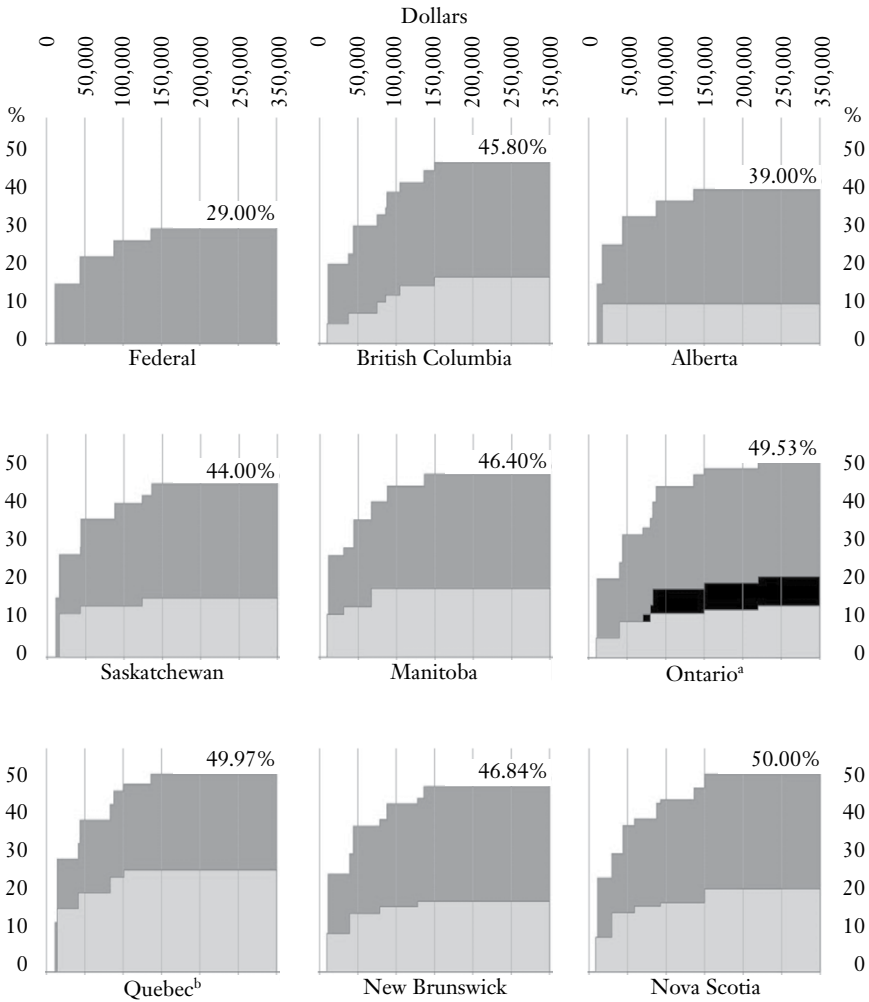 Dollars
0 50,000 100,000 150,000 200,000 250,000 350,000 0 50,000 100,000 150,000 200,000 250,000 350,000 0 50,000 100,000 150,000 200,000 250,000 350,000
% %
50 45.80% 50
40 39.00% 40
30 29.00% 30
20 20
10 10
0 0
Federal British Columbia Alberta
49.53%
50 44.00% 46.40% 50
40 40
30 30
20 20
10 10
0 0
Saskatchewan Manitoba Ontarioᵃ
49.97% 46.84% 50.00%
50 50
40 40
30 30
20 20
10 10
0 0
Quebecᵇ New Brunswick Nova Scotia